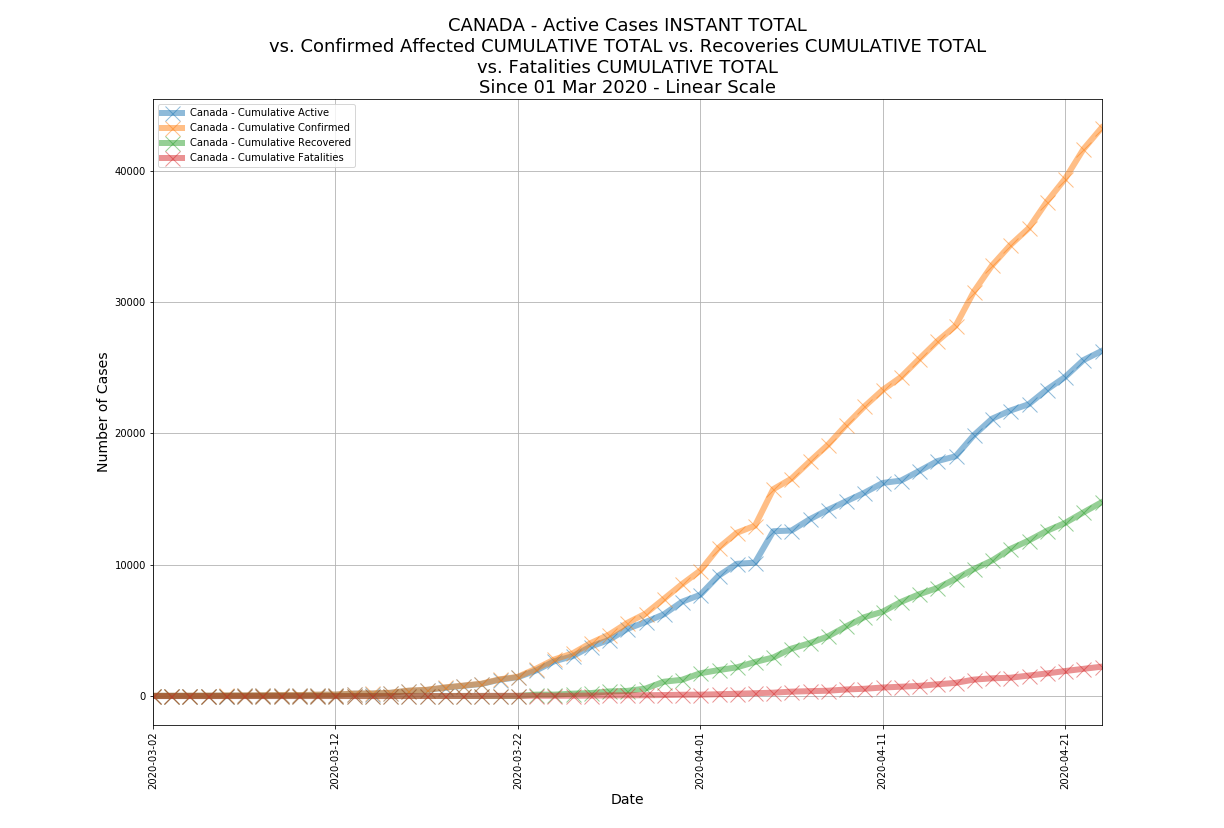 CANADA - Active Cases INSTANT TOTAL
vs. Confirmed Affected CUMULATIVE TOTAL vs. Recoveries CUMULATIVE TOTAL
vs. Fatalities CUMULATIVE TOTAL
Since 01 Mar 2020 - Linear Scale
Canada - Cumulative Active
Canada - Cumulative Confirmed
Canada - Cumulative Recovered
Canada - Cumulative Fatalities
Number of Cases
40000
30000
20000
10000
0
2020-03-02
2020-03-12
2020-03-22
2020-04-01
2020-04-11
2020-04-21
Date